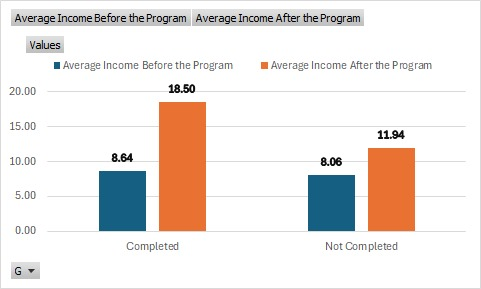 Average Income Before the Program Average Income After the Program
Values
Average Income Before the Program Average Income After the Program
20.00
15.00
10.00
5.00
0.00
8.64 18.50 8.06 11.94
Completed Not Completed
G